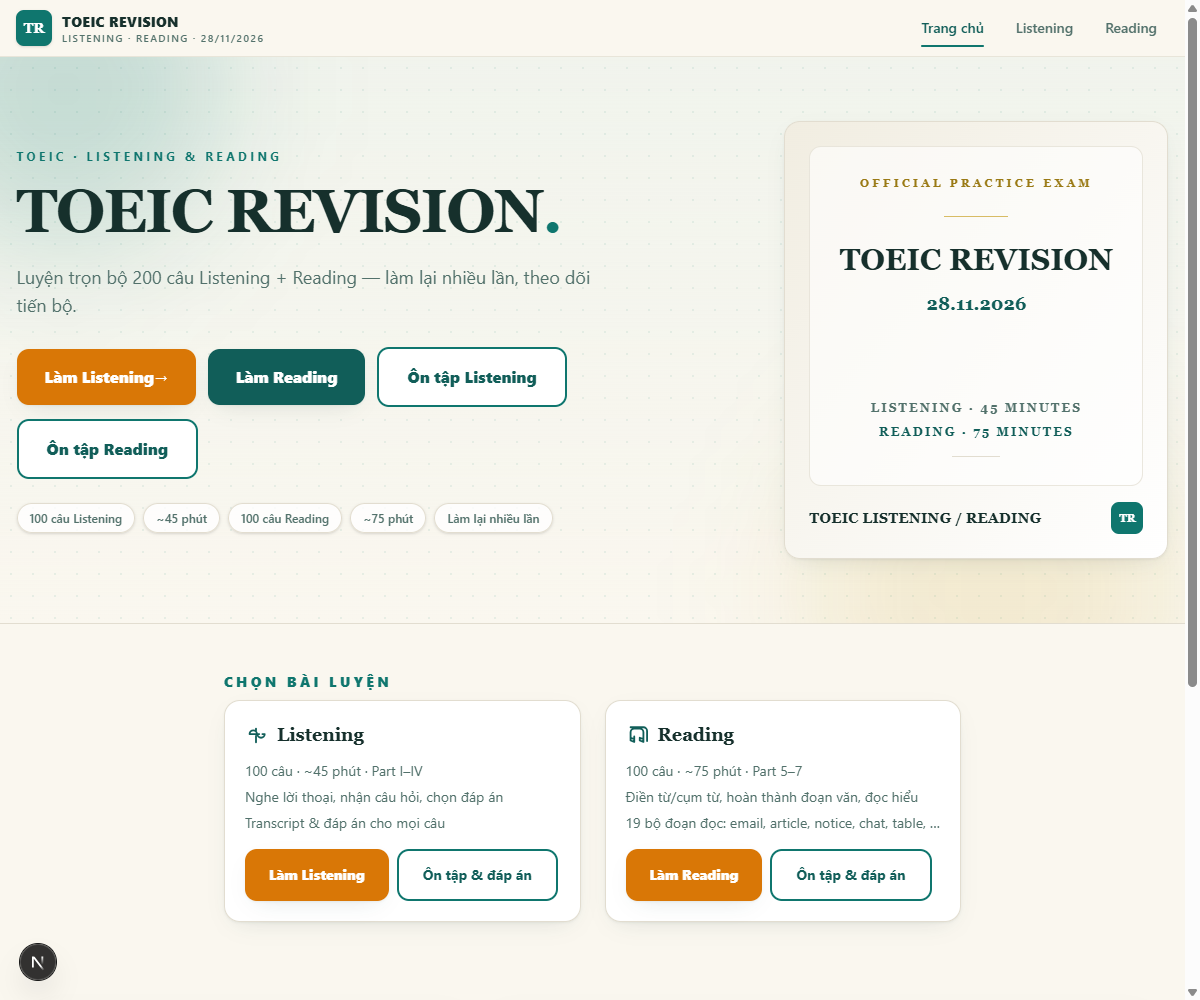 TR
TOEIC REVISION
LISTENING · READING · 28/11/2026
Trang chủ
Listening
Reading
TOEIC · LISTENING & READING
TOEIC REVISION.
Luyện trọn bộ 200 câu Listening + Reading — làm lại nhiều lần, theo dõi
tiến bộ.
Làm Listening→
Làm Reading
Ôn tập Listening
Ôn tập Reading
100 câu Listening
~45 phút
100 câu Reading
~75 phút
Làm lại nhiều lần
OFFICIAL PRACTICE EXAM
TOEIC REVISION
28.11.2026
LISTENING · 45 MINUTES
READING · 75 MINUTES
TOEIC LISTENING / READING
TR
CHỌN BÀI LUYỆN
Listening
100 câu · ~45 phút · Part I–IV
Nghe lời thoại, nhận câu hỏi, chọn đáp án
Transcript & đáp án cho mọi câu
Làm Listening
Ôn tập & đáp án
Reading
100 câu · ~75 phút · Part 5–7
Điền từ/cụm từ, hoàn thành đoạn văn, đọc hiểu
19 bộ đoạn đọc: email, article, notice, chat, table, ...
Làm Reading
Ôn tập & đáp án
N